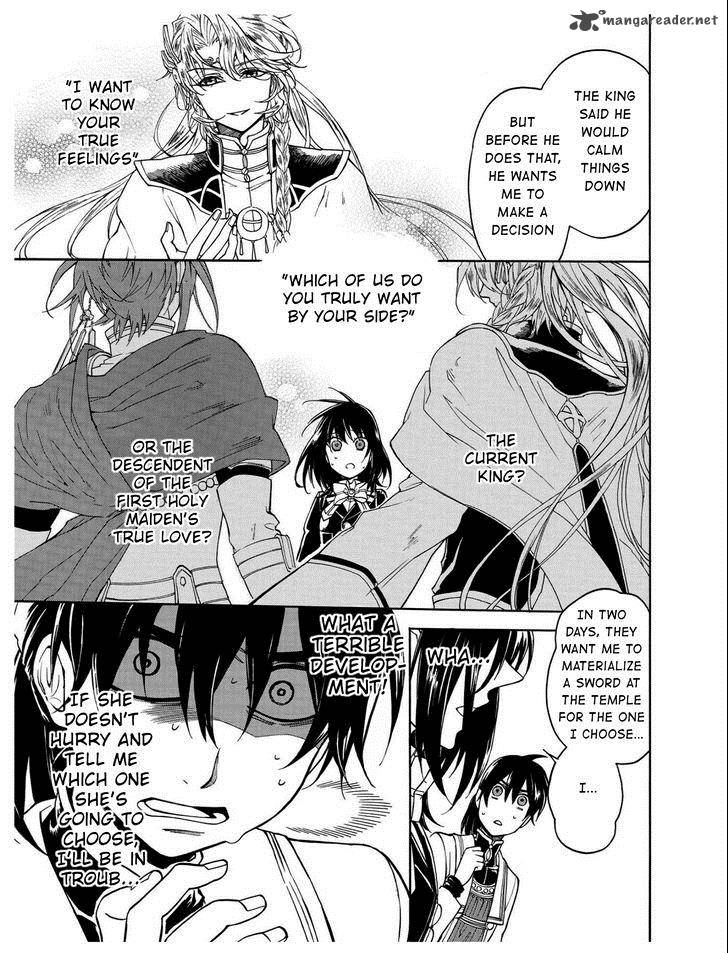 mangareader.net
THE KING
SAID HE
WOULD
CALM
THINGS
DOWN
BUT
BEFORE HE
DOES THAT,
HE WANTS
ME TO
MAKE A
DECISION
"I WANT
TO KNOW
YOUR
TRUE
FEELINGS"
"WHICH OF US DO
YOU TRULY WANT
BY YOUR SIDE?"
THE
CURRENT
KING?
OR THE
DESCENDENT OF
THE FIRST HOLY
MAIDEN'S
TRUE LOVE?
IN TWO
DAYS, THEY
WANT ME TO
MATERIALIZE
A SWORD AT
THE TEMPLE
FOR THE ONE
I CHOOSE...
I...
WHA...
WHAT A
TERRIBLE
DEVELOP-
MENT!
IF SHE
DOESN'T
HURRY AND
TELL ME
WHICH ONE
SHE'S
GOING TO
CHOOSE,
I'LL BE IN
TROUB...